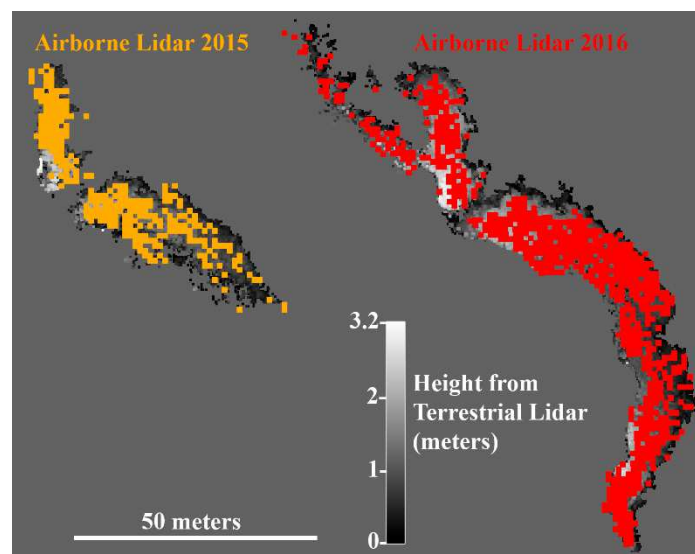 Airborne Lidar 2015
Airborne Lidar 2016
3.2
2
1
0
Height from
Terrestrial Lidar
(meters)
50 meters